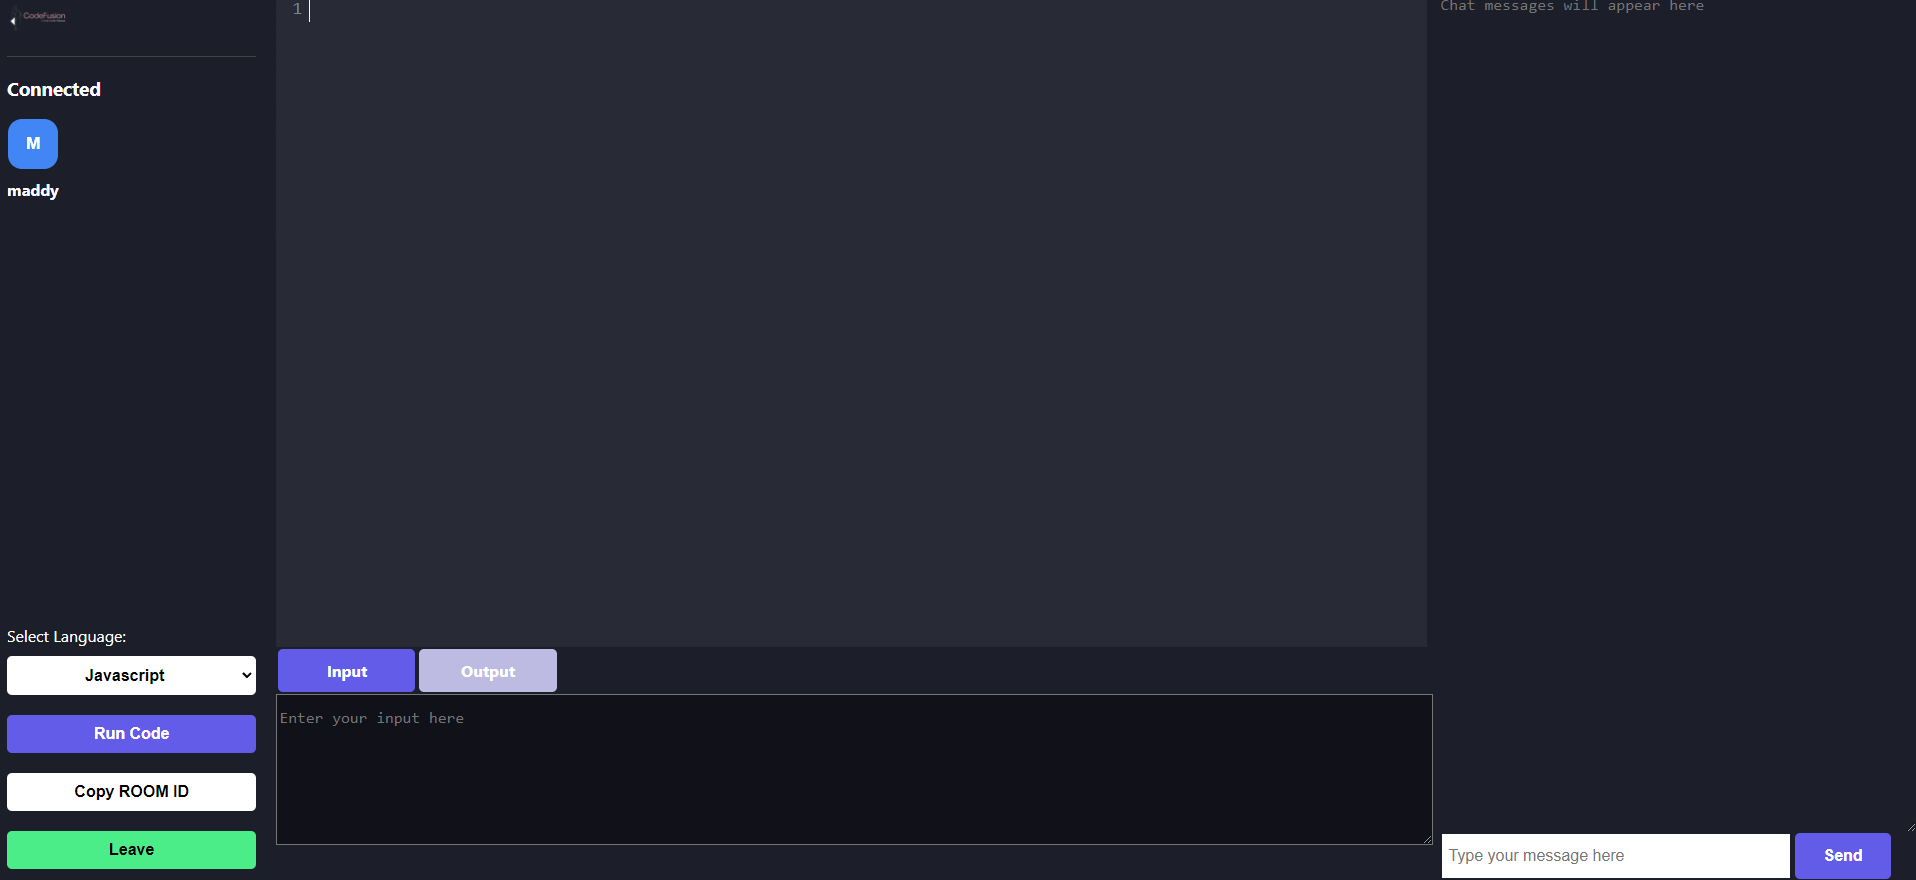 CodeFusion
Connected
M
maddy
Select Language:
Javascript
Run Code
Copy ROOM ID
Leave
1
Input
Output
Enter your input here
Chat messages will appear here
Type your message here
Send